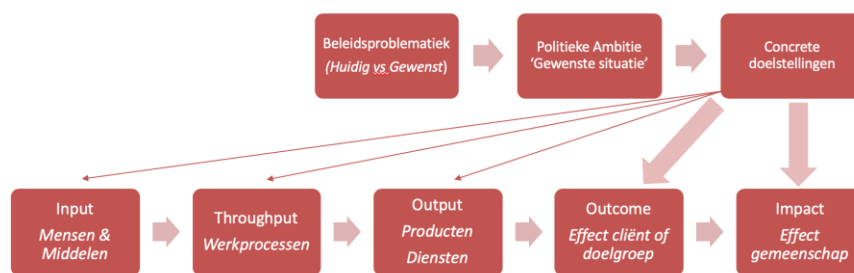 Beleidsproblematiek
(Huidig vs Gewenst)
Politieke Ambitie
‘Gewenste situatie’
Concrete
doelstellingen
Input
Mensen &
Middelen
Throughput
Werkprocessen
Output
Producten
Diensten
Outcome
Effect cliënt of
doelgroep
Impact
Effect
gemeenschap